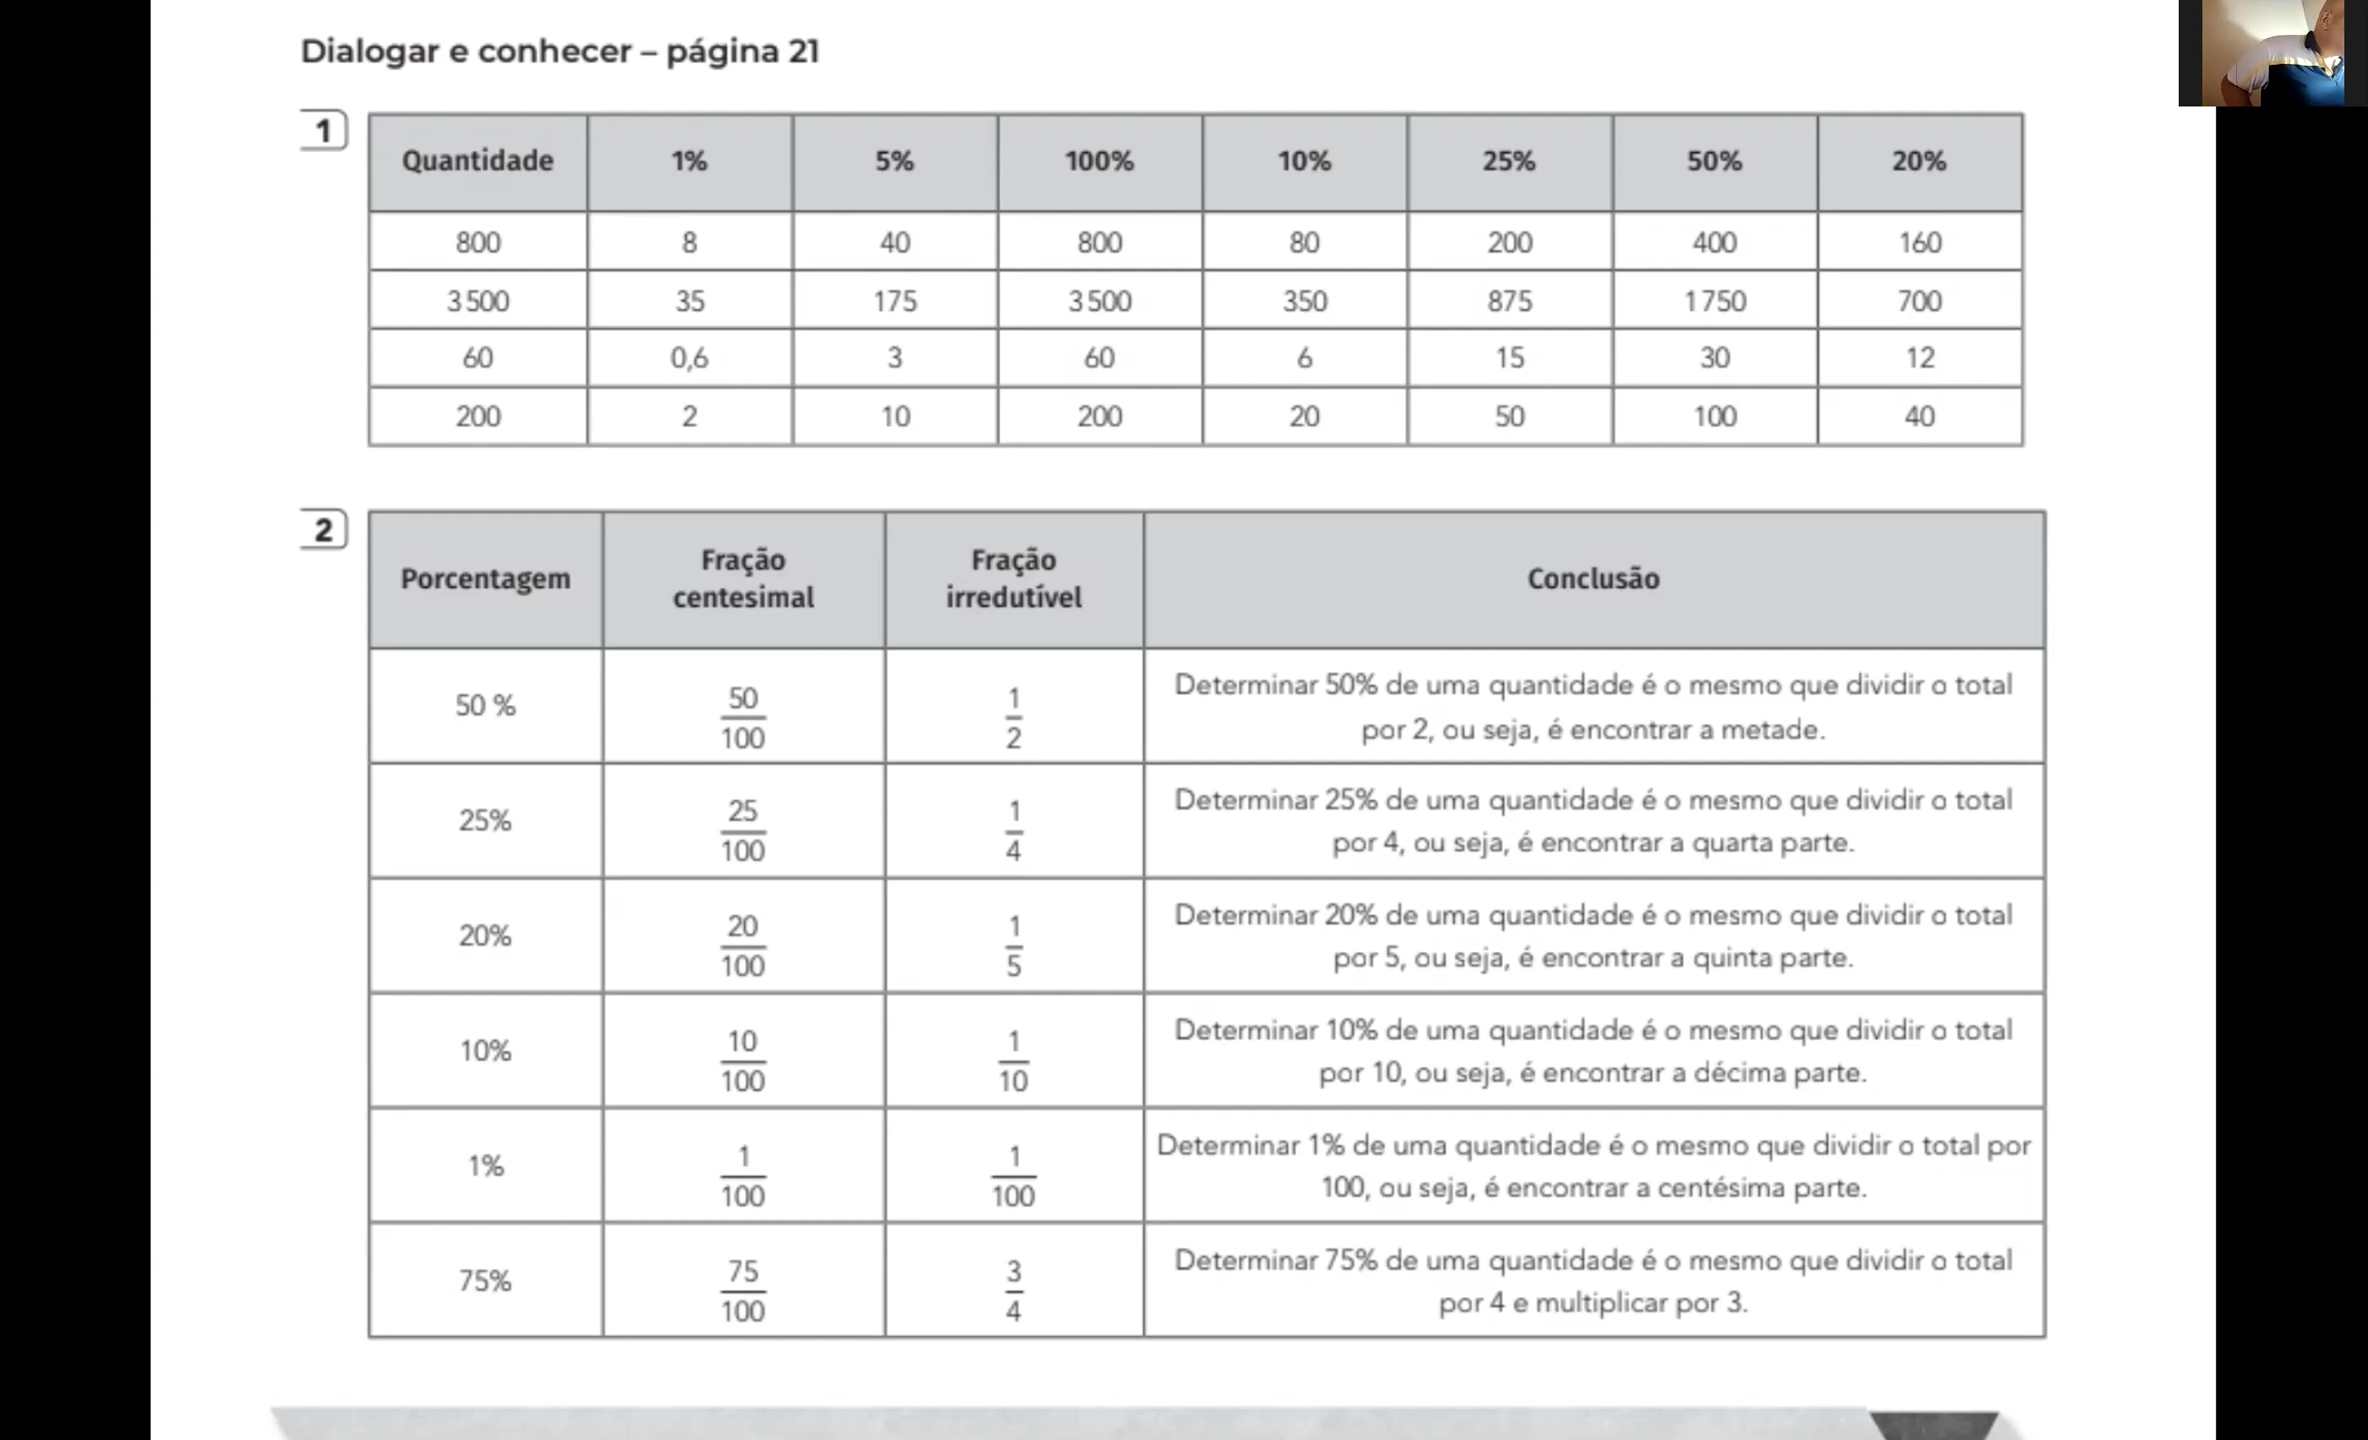 Dialogar e conhecer – página 21
1
Quantidade 1% 5% 100% 10% 25% 50% 20%
800 8 40 800 80 200 400 160
3 500 35 175 3 500 350 875 1 750 700
60 0,6 3 60 6 15 30 12
200 2 10 200 20 50 100 40
2
Porcentagem Fração centesimal Fração irredutível Conclusão
50 % 50/100 1/2 Determinar 50% de uma quantidade é o mesmo que dividir o total
por 2, ou seja, é encontrar a metade.
25% 25/100 1/4 Determinar 25% de uma quantidade é o mesmo que dividir o total
por 4, ou seja, é encontrar a quarta parte.
20% 20/100 1/5 Determinar 20% de uma quantidade é o mesmo que dividir o total
por 5, ou seja, é encontrar a quinta parte.
10% 10/100 1/10 Determinar 10% de uma quantidade é o mesmo que dividir o total
por 10, ou seja, é encontrar a décima parte.
1% 1/100 1/100 Determinar 1% de uma quantidade é o mesmo que dividir o total por
100, ou seja, é encontrar a centésima parte.
75% 75/100 3/4 Determinar 75% de uma quantidade é o mesmo que dividir o total
por 4 e multiplicar por 3.